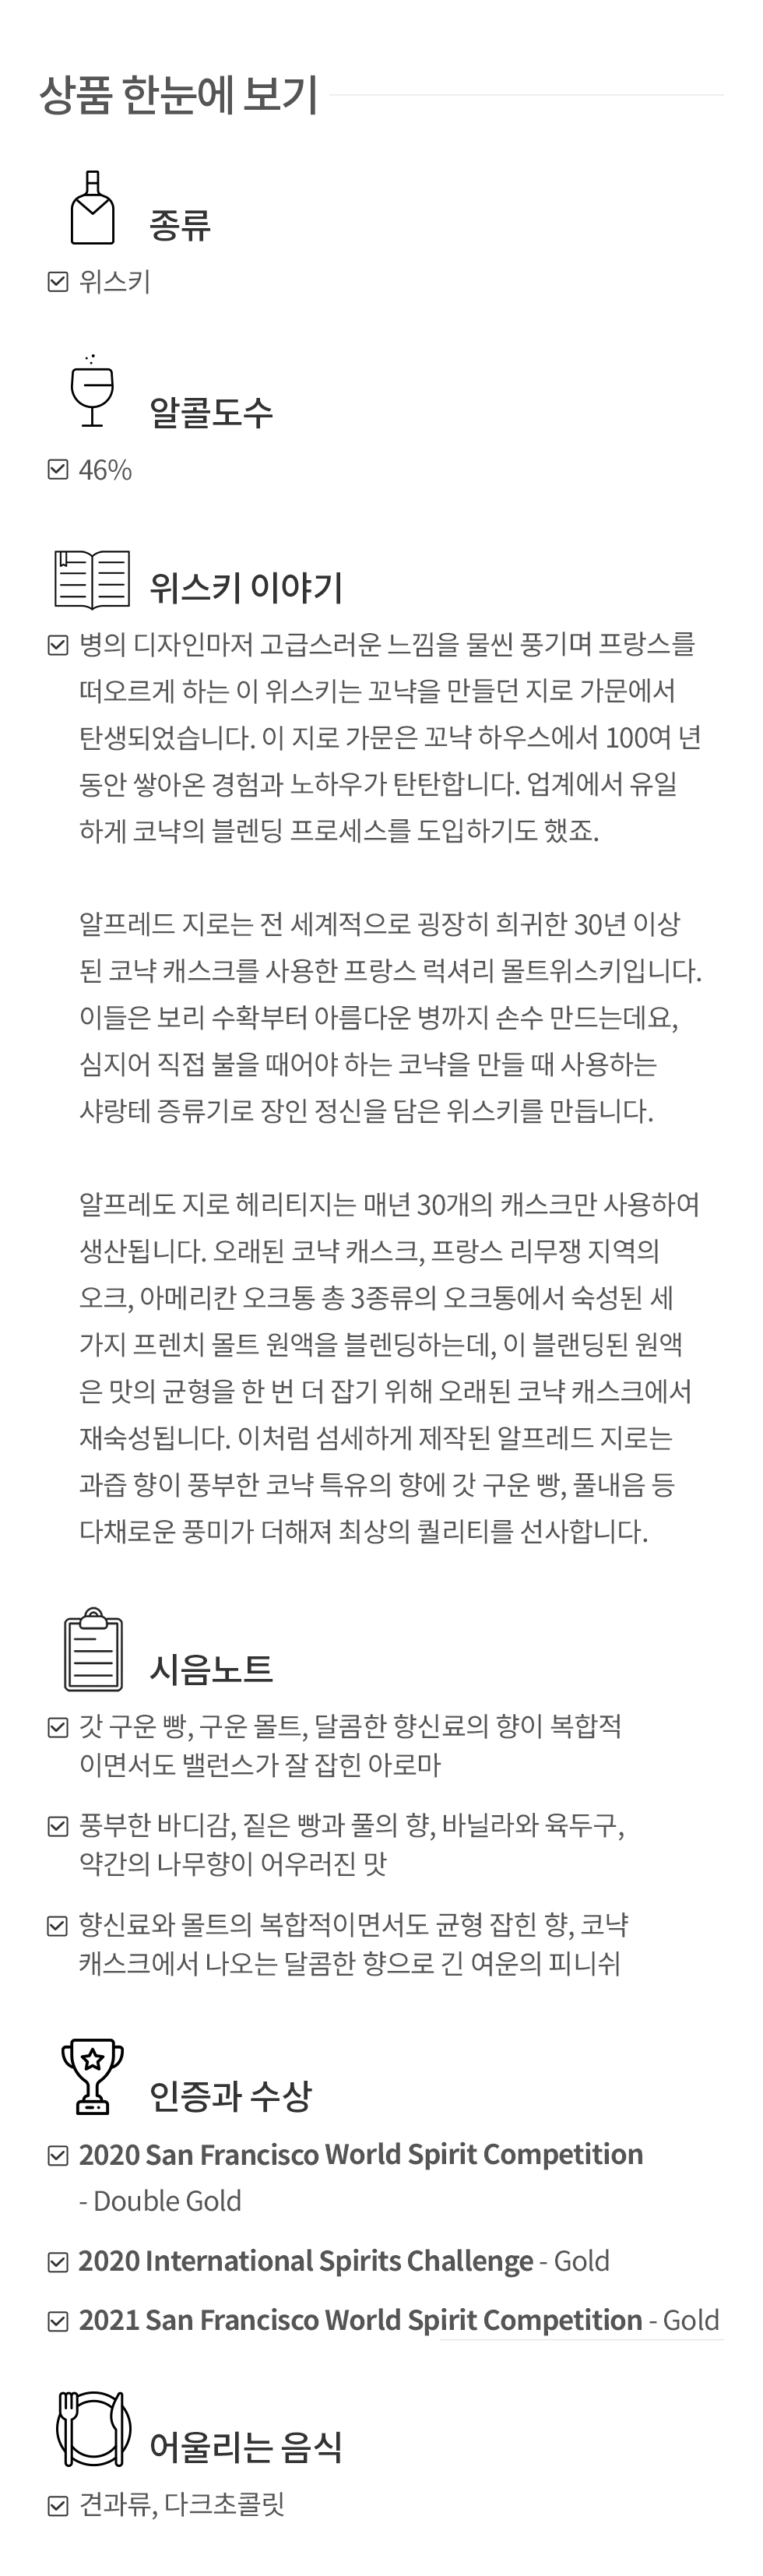 상품 한눈에 보기
종류
위스키
알콜도수
46%
위스키 이야기
병의 디자인마저 고급스러운 느낌을 물씬 풍기며 프랑스를
떠오르게 하는 이 위스키는 꼬냑을 만들던 지로 가문에서
탄생되었습니다. 이 지로 가문은 꼬냑 하우스에서 100여 년
동안 쌓아온 경험과 노하우가 탄탄합니다. 업계에서 유일
하게 코냑의 블렌딩 프로세스를 도입하기도 했죠.
알프레드 지로는 전 세계적으로 굉장히 희귀한 30년 이상
된 코냑 캐스크를 사용한 프랑스 럭셔리 몰트위스키입니다.
이들은 보리 수확부터 아름다운 병까지 손수 만드는데요,
심지어 직접 불을 때어야 하는 코냑을 만들 때 사용하는
샤랑테 증류기로 장인 정신을 담은 위스키를 만듭니다.
알프레도 지로 헤리티지는 매년 30개의 캐스크만 사용하여
생산됩니다. 오래된 코냑 캐스크, 프랑스 리무쟁 지역의
오크, 아메리칸 오크통 총 3종류의 오크통에서 숙성된 세
가지 프렌치 몰트 원액을 블렌딩하는데, 이 블랜딩된 원액
은 맛의 균형을 한 번 더 잡기 위해 오래된 코냑 캐스크에서
재숙성됩니다. 이처럼 섬세하게 제작된 알프레드 지로는
과즙 향이 풍부한 코냑 특유의 향에 갓 구운 빵, 풀내음 등
다채로운 풍미가 더해져 최상의 퀄리티를 선사합니다.
시음노트
갓 구운 빵, 구운 몰트, 달콤한 향신료의 향이 복합적
이면서도 밸런스가 잘 잡힌 아로마
풍부한 바디감, 짙은 빵과 풀의 향, 바닐라와 육두구,
약간의 나무향이 어우러진 맛
향신료와 몰트의 복합적이면서도 균형 잡힌 향, 코냑
캐스크에서 나오는 달콤한 향으로 긴 여운의 피니쉬
인증과 수상
2020 San Francisco World Spirit Competition
- Double Gold
2020 International Spirits Challenge - Gold
2021 San Francisco World Spirit Competition - Gold
어울리는 음식
견과류, 다크초콜릿